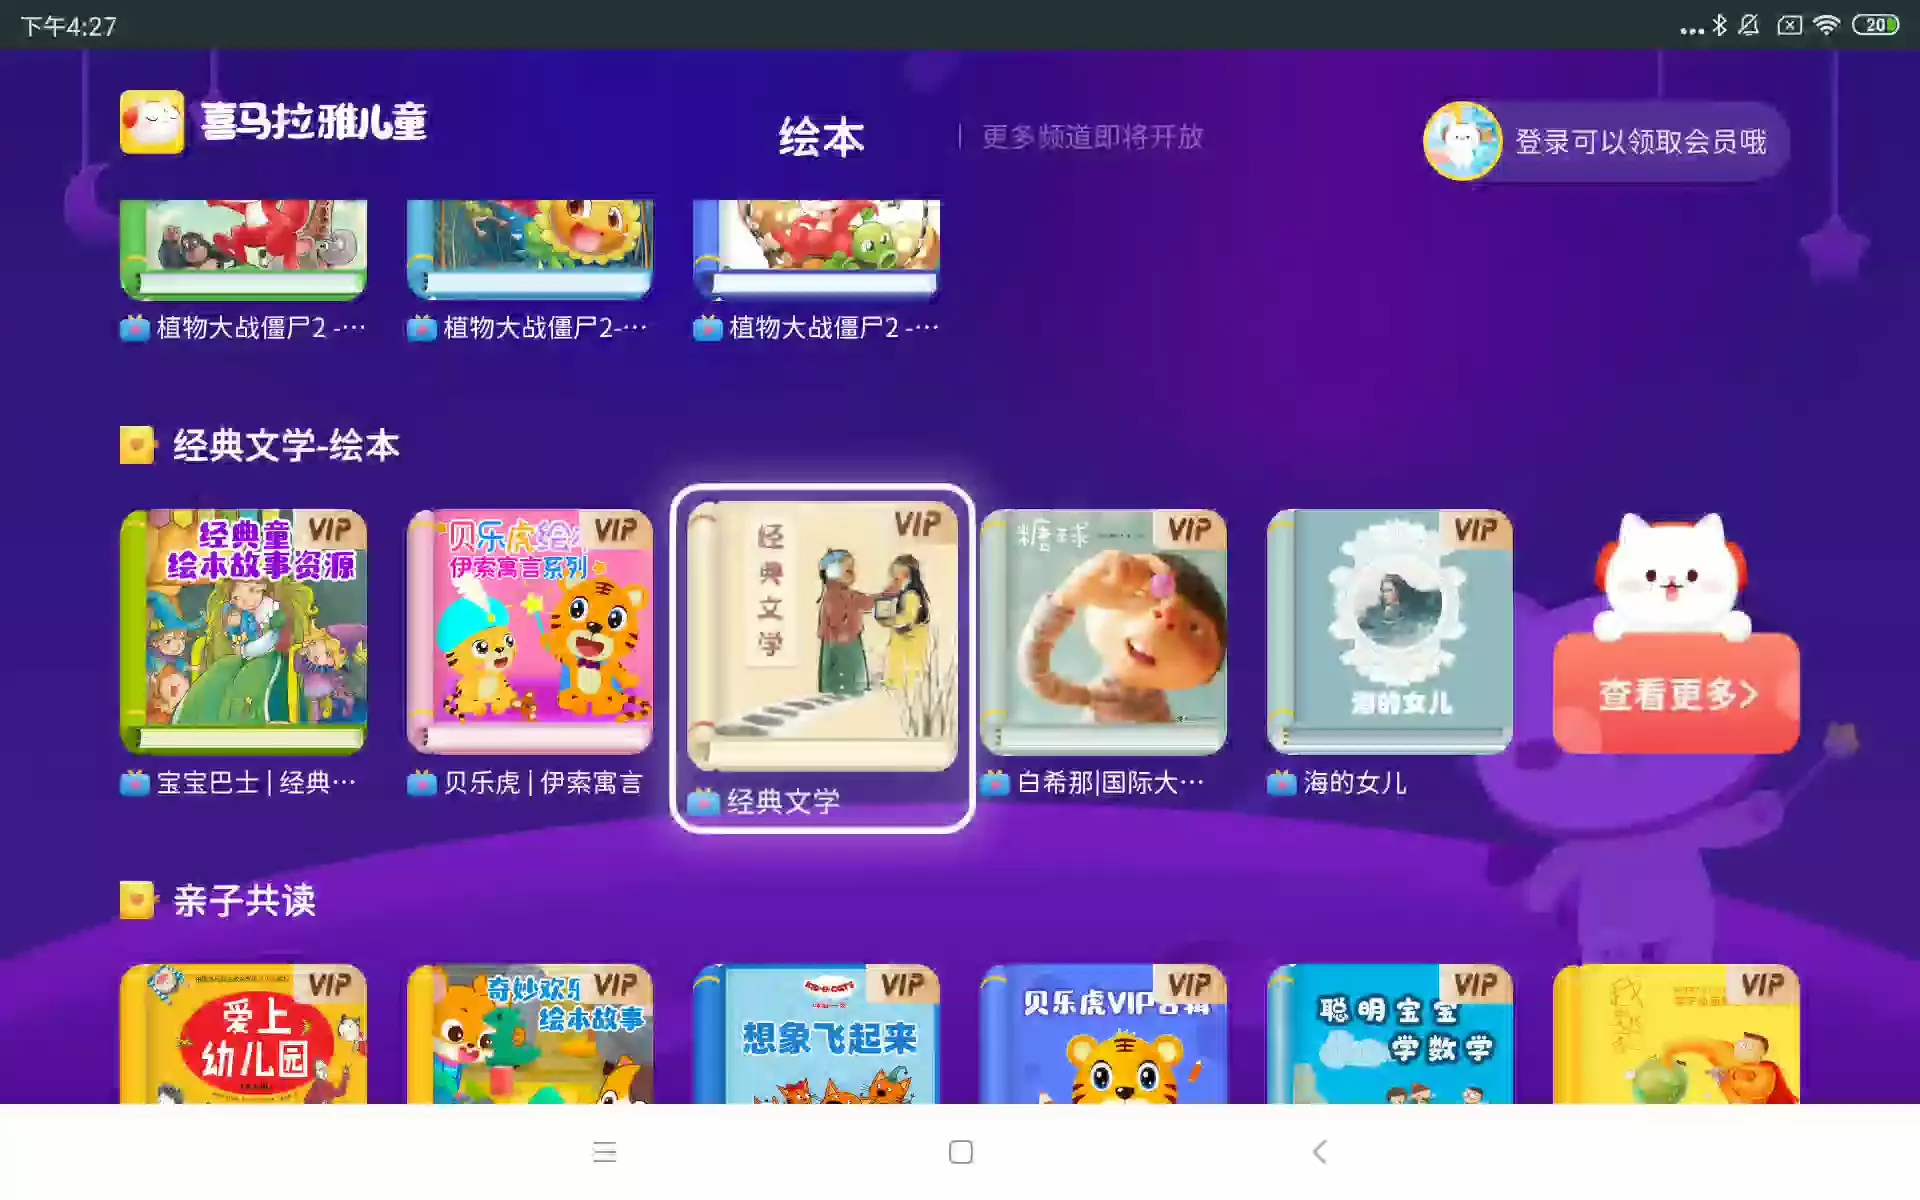 下午4:27
20
喜马拉雅儿童
绘本
更多频道即将开放
登录可以领取会员哦
植物大战僵尸2 -···
植物大战僵尸2-···
植物大战僵尸2 -···
经典文学-绘本
经典童
绘本故事资源
VIP
贝乐虎绘
伊索寓言系列
VIP
经典文学
VIP
糖球
VIP
海的女儿
VIP
查看更多>
宝宝巴士 | 经典···
贝乐虎 | 伊索寓言
经典文学
白希那|国际大···
海的女儿
亲子共读
爱上
幼儿园
VIP
奇妙欢乐
绘本故事
VIP
KID-E-CATS
想象飞起来
VIP
贝乐虎VIP合辑
VIP
聪明宝宝
学数学
VIP
VIP